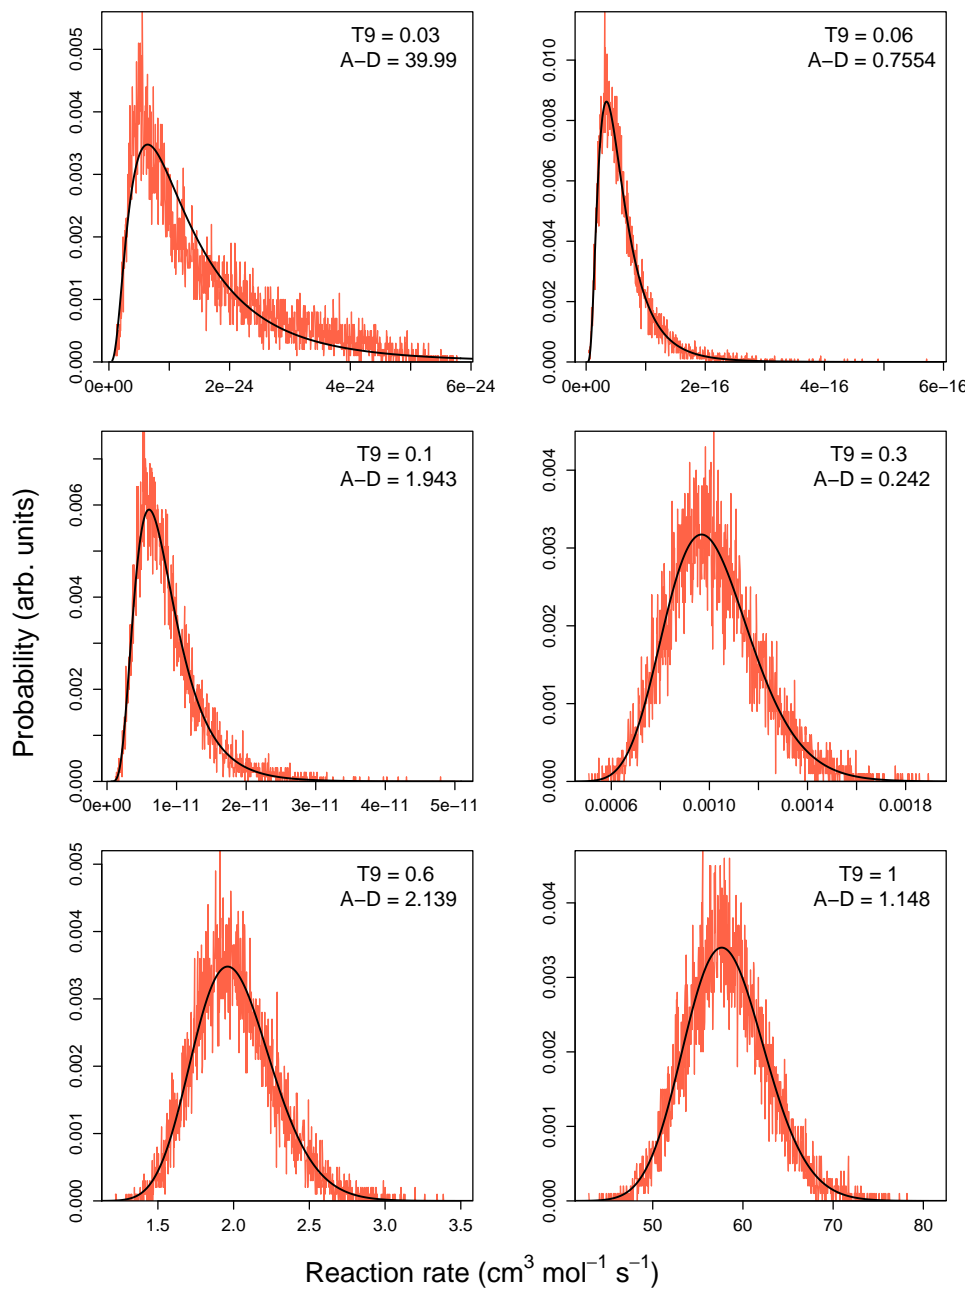 T9 = 0.03
A−D = 39.99
0.000
0.001
0.002
0.003
0.004
0.005
0e+00
2e−24
4e−24
6e−24
T9 = 0.06
A−D = 0.7554
0.000
0.002
0.004
0.006
0.008
0.010
0e+00
2e−16
4e−16
6e−16
T9 = 0.1
A−D = 1.943
0.000
0.002
0.004
0.006
0e+00
1e−11
2e−11
3e−11
4e−11
5e−11
T9 = 0.3
A−D = 0.242
0.000
0.001
0.002
0.003
0.004
0.0006
0.0010
0.0014
0.0018
T9 = 0.6
A−D = 2.139
0.000
0.001
0.002
0.003
0.004
0.005
1.5
2.0
2.5
3.0
3.5
T9 = 1
A−D = 1.148
0.000
0.001
0.002
0.003
0.004
50
60
70
80
Probability (arb. units)
Reaction rate (cm³ mol⁻¹ s⁻¹)